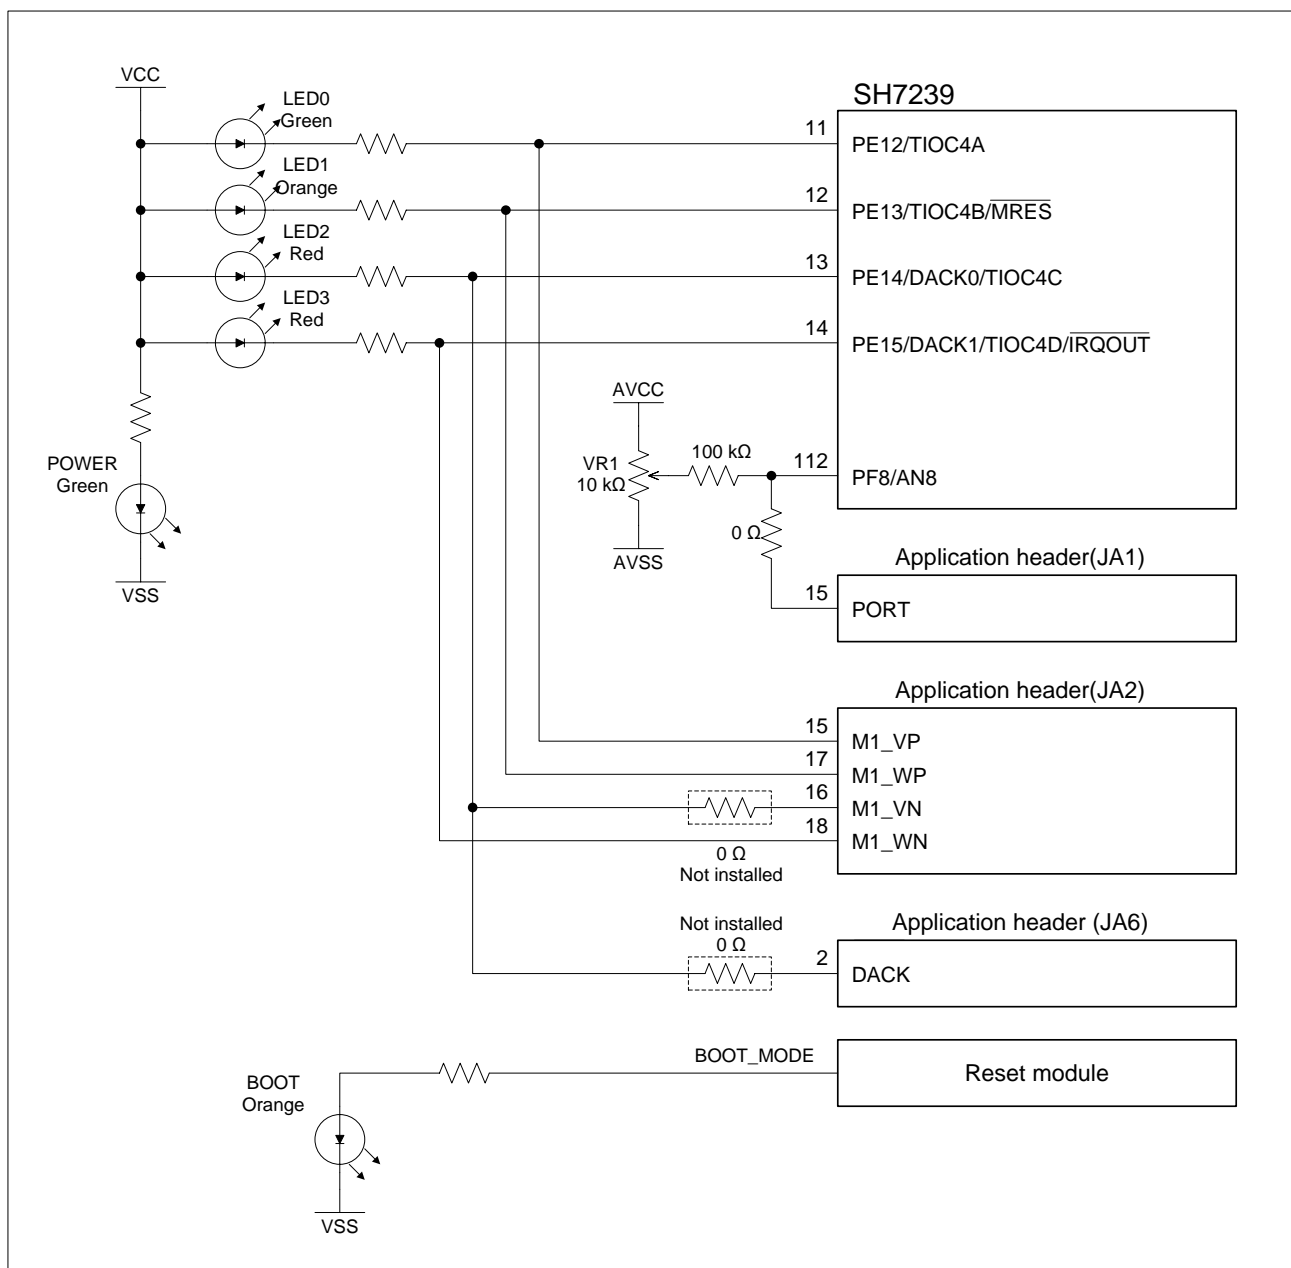 VCC
LED0
Green
LED1
Orange
LED2
Red
LED3
Red
POWER
Green
VSS
SH7239
11
PE12/TIOC4A
12
PE13/TIOC4B/MRES
13
PE14/DACK0/TIOC4C
14
PE15/DACK1/TIOC4D/IRQOUT
AVCC
VR1
10 kΩ
100 kΩ
112
PF8/AN8
0 Ω
AVSS
Application header(JA1)
15
PORT
Application header(JA2)
15
M1_VP
17
M1_WP
16
M1_VN
18
M1_WN
0 Ω
Not installed
Not installed
0 Ω
Application header (JA6)
2
DACK
BOOT_MODE
Reset module
BOOT
Orange
VSS